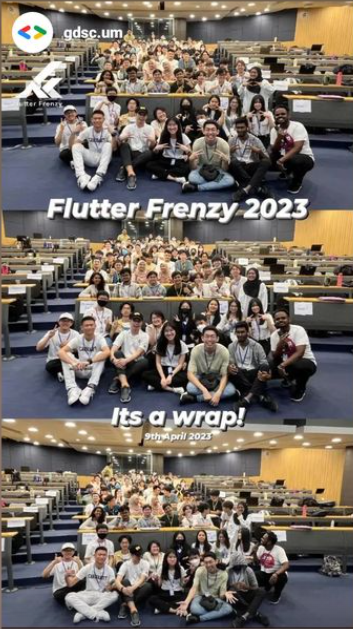 gdsc.um
Flutter Frenzy
Flutter Frenzy 2023
Its a wrap!
9th April 2023